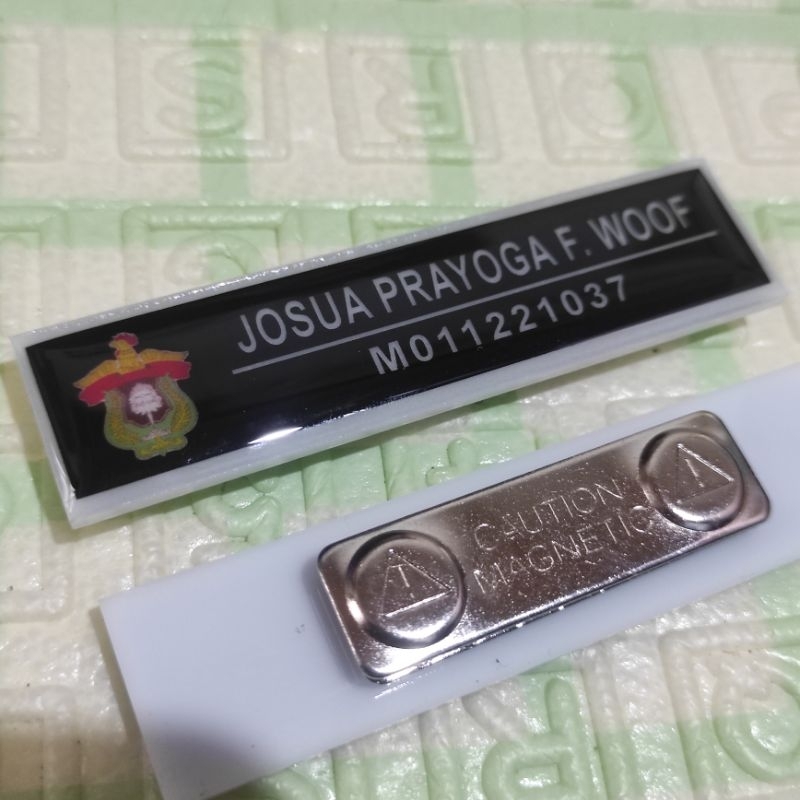 JOSUA PRAYOGA F. WOOF
M011221037
CAUTION
MAGNETIC